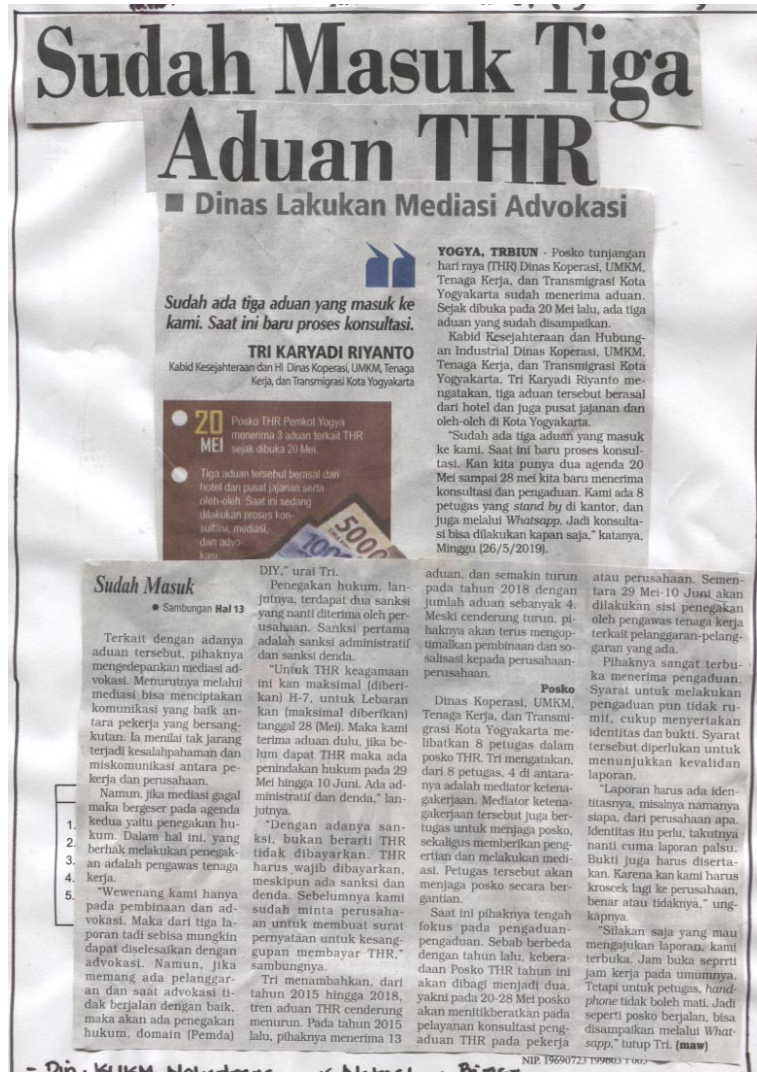 Sudah Masuk Tiga
Aduan THR
Dinas Lakukan Mediasi Advokasi
Sudah ada tiga aduan yang masuk ke
kami. Saat ini baru proses konsultasi.
TRI KARYADI RIYANTO
Kabid Kesejahteraan dan HI Dinas Koperasi, UMKM, Tenaga
Kerja, dan Transmigrasi Kota Yogyakarta
20
MEI
Posko THR Pemkot Yogya
menerima 3 aduan terkait THR
sejak dibuka 20 Mei.
Tiga aduan tersebut berasal dari
hotel dan pusat jajanan serta
oleh-oleh. Saat ini sedang
dilakukan proses kon-
sultasi, mediasi,
dan advo-
kasi.
YOGYA, TRBIUN - Posko tunjangan
hari raya (THR) Dinas Koperasi, UMKM,
Tenaga Kerja, dan Transmigrasi Kota
Yogyakarta sudah menerima aduan.
Sejak dibuka pada 20 Mei lalu, ada tiga
aduan yang sudah disampaikan.
Kabid Kesejahteraan dan Hubung-
an Industrial Dinas Koperasi, UMKM,
Tenaga Kerja, dan Transmigrasi Kota
Yogyakarta, Tri Karyadi Riyanto me-
ngatakan, tiga aduan tersebut berasal
dari hotel dan juga pusat jajanan dan
oleh-oleh di Kota Yogyakarta.
"Sudah ada tiga aduan yang masuk
ke kami. Saat ini baru proses konsul-
tasi. Kan kita punya dua agenda 20
Mei sampai 28 mei kita baru menerima
konsultasi dan pengaduan. Kami ada 8
petugas yang stand by di kantor, dan
juga melalui Whatsapp. Jadi konsulta-
si bisa dilakukan kapan saja," katanya,
Minggu (26/5/2019).
Sudah Masuk
Sambungan Hal 13
Terkait dengan adanya
aduan tersebut, pihaknya
mengedepankan mediasi ad-
vokasi. Menurutnya melalui
mediasi bisa menciptakan
komunikasi yang baik an-
tara pekerja yang bersang-
kutan. Ia menilai tak jarang
terjadi kesalahpahaman dan
miskomunikasi antara pe-
kerja dan perusahaan.
Namun, jika mediasi gagal
maka bergeser pada agenda
kedua yaitu penegakan hu-
kum. Dalam hal ini, yang
berhak melakukan penegak-
an adalah pengawas tenaga
kerja.
"Wewenang kami hanya
pada pembinaan dan ad-
vokasi. Maka dari tiga la-
poran tadi sebisa mungkin
dapat diselesaikan dengan
advokasi. Namun, jika
memang ada pelanggar-
an dan saat advokasi ti-
dak berjalan dengan baik,
maka akan ada penegakan
hukum, domain (Pemda)
DIY," urai Tri.
Penegakan hukum, lan-
jutnya, terdapat dua sanksi
yang nanti diterima oleh per-
usahaan. Sanksi pertama
adalah sanksi administratif
dan sanksi denda.
"Untuk THR keagamaan
ini kan maksimal (diberi-
kan) H-7, untuk Lebaran
kan (maksimal diberikan)
tanggal 28 (Mei). Maka kami
terima aduan dulu, jika be-
lum dapat THR maka ada
penindakan hukum pada 29
Mei hingga 10 Juni. Ada ad-
ministratif dan denda," lan-
jutnya.
"Dengan adanya san-
ksi, bukan berarti THR
tidak dibayarkan. THR
harus wajib dibayarkan,
meskipun ada sanksi dan
denda. Sebelumnya kami
sudah minta perusaha-
an untuk membuat surat
pernyataan untuk kesang-
gupan membayar THR,"
sambungnya.
Tri menambahkan, dari
tahun 2015 hingga 2018,
tren aduan THR cenderung
menurun. Pada tahun 2015
lalu, pihaknya menerima 13
aduan, dan semakin turun
pada tahun 2018 dengan
jumlah aduan sebanyak 4.
Meski cenderung turun, pi-
haknya akan terus mengop-
timalkan pembinaan dan so-
sialisasi kepada perusahaan-
perusahaan.
Posko
Dinas Koperasi, UMKM,
Tenaga Kerja, dan Transmi-
grasi Kota Yogyakarta me-
libatkan 8 petugas dalam
posko THR. Tri mengatakan,
dari 8 petugas, 4 di antara-
nya adalah mediator ketena-
gakerjaan. Mediator ketena-
gakerjaan tersebut juga ber-
tugas untuk menjaga posko,
sekaligus memberikan peng-
ertian dan melakukan medi-
asi. Petugas tersebut akan
menjaga posko secara ber-
gantian.
Saat ini pihaknya tengah
fokus pada pengaduan-
pengaduan. Sebab berbeda
dengan tahun lalu, kebera-
daan Posko THR tahun ini
akan dibagi menjadi dua,
yakni pada 20-28 Mei posko
akan menitikberatkan pada
pelayanan konsultasi peng-
aduan THR pada pekerja
atau perusahaan. Semen-
tara 29 Mei-10 Juni akan
dilakukan sisi penegakan
oleh pengawas tenaga kerja
terkait pelanggaran-pelang-
garan yang ada.
Pihaknya sangat terbu-
ka menerima pengaduan.
Syarat untuk melakukan
pengaduan pun tidak ru-
mit, cukup menyertakan
identitas dan bukti. Syarat
tersebut diperlukan untuk
menunjukkan kevalidan
laporan.
"Laporan harus ada iden-
titasnya, misalnya namanya
siapa, dari perusahaan apa.
Identitas itu perlu, takutnya
nanti cuma laporan palsu.
Bukti juga harus diserta-
kan. Karena kan kami harus
kroscek lagi ke perusahaan,
benar atau tidaknya," ung-
kapnya.
"Silakan saja yang mau
mengajukan laporan, kami
terbuka. Jam buka seprrti
jam kerja pada umumnya.
Tetapi untuk petugas, hand-
phone tidak boleh mati. Jadi
seperti posko berjalan, bisa
disampaikan melalui What-
sapp," tutup Tri. (maw)
1.
2.
3.
4.
5.
5000
1000
NIP. 19690723 199603 1 005